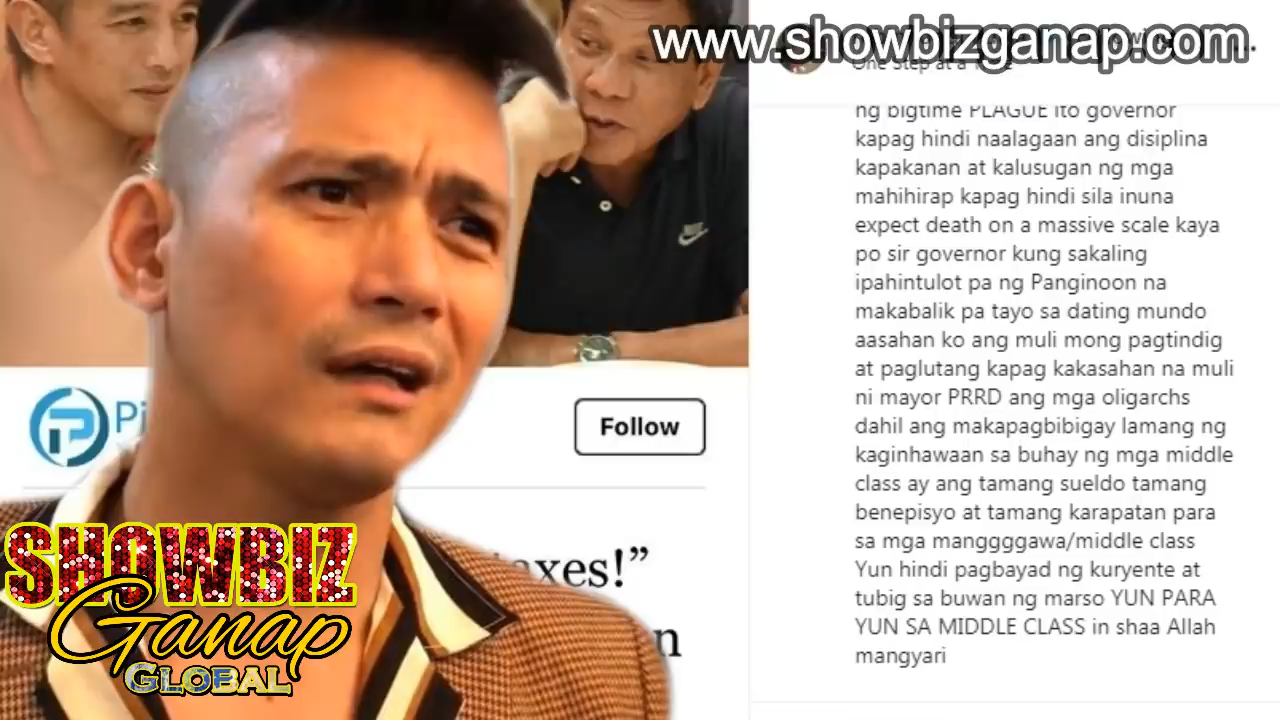 www.showbizganap.com
One Step at a Time
ng bigtime PLAGUE ito governor
kapag hindi naalagaan ang disiplina
kapakanan at kalusugan ng mga
mahihirap kapag hindi sila inuna
expect death on a massive scale kaya
po sir governor kung sakaling
ipahintulot pa ng Panginoon na
makabalik pa tayo sa dating mundo
aasahan ko ang muli mong pagtindig
at paglutang kapag kakasahan na muli
ni mayor PRRD ang mga oligarchs
dahil ang makapagbibigay lamang ng
kaginhawaan sa buhay ng mga middle
class ay ang tamang sueldo tamang
benepisyo at tamang karapatan para
sa mga manggggawa/middle class
Yun hindi pagbayad ng kuryente at
tubig sa buwan ng marso YUN PARA
YUN SA MIDDLE CLASS in shaa Allah
mangyari
Follow
axes!”
SHOWBIZ
Ganap
GLOBAL